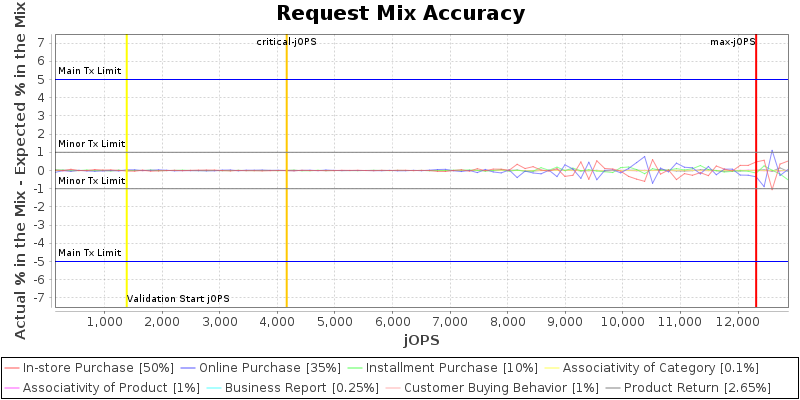 Request Mix Accuracy
Actual % in the Mix - Expected % in the Mix
7
6
5
4
3
2
1
0
-1
-2
-3
-4
-5
-6
-7
critical-jOPS
max-jOPS
Main Tx Limit
Minor Tx Limit
Minor Tx Limit
Main Tx Limit
Validation Start jOPS
1,000 2,000 3,000 4,000 5,000 6,000 7,000 8,000 9,000 10,000 11,000 12,000
jOPS
In-store Purchase [50%] Online Purchase [35%] Installment Purchase [10%] Associativity of Category [0.1%]
Associativity of Product [1%] Business Report [0.25%] Customer Buying Behavior [1%] Product Return [2.65%]